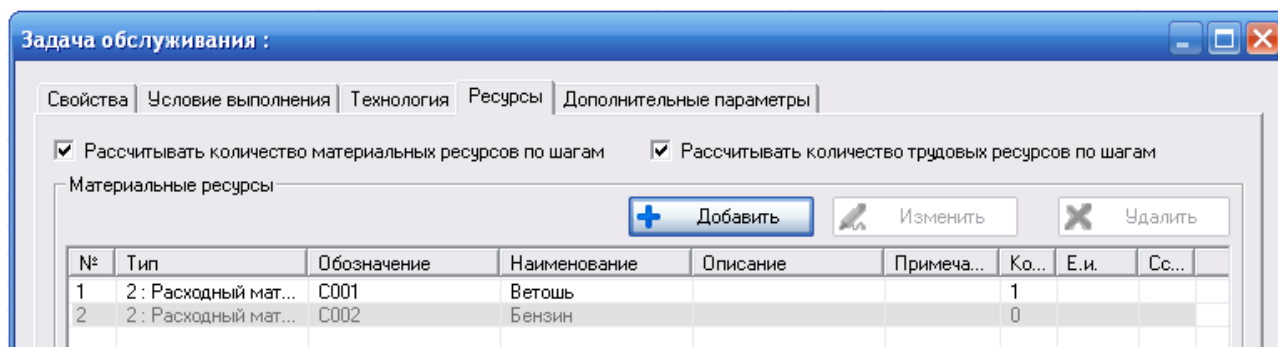 Задача обслуживания :
Свойства Условие выполнения Технология Ресурсы Дополнительные параметры
Рассчитывать количество материальных ресурсов по шагам Рассчитывать количество трудовых ресурсов по шагам
Материальные ресурсы
Добавить Изменить Удалить
№ Тип Обозначение Наименование Описание Примеча... Ко... Е.и. Сс...
1 2 : Расходный мат... С001 Ветошь 1
2 2 : Расходный мат... С002 Бензин 0